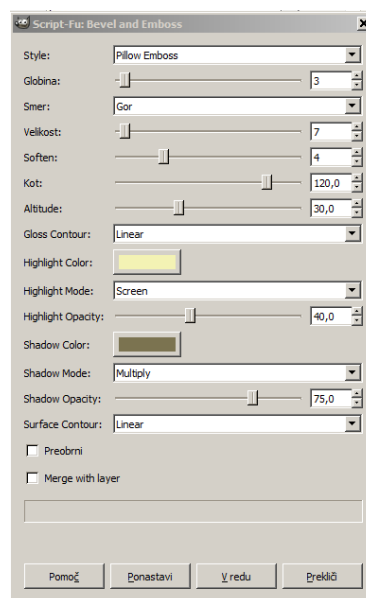 Script-Fu: Bevel and Emboss
Style: Pillow Emboss
Globina: 3
Smer: Gor
Velikost: 7
Soften: 4
Kot: 120,0
Altitude: 30,0
Gloss Contour: Linear
Highlight Color:
Highlight Mode: Screen
Highlight Opacity: 40,0
Shadow Color:
Shadow Mode: Multiply
Shadow Opacity: 75,0
Surface Contour: Linear
Preobrni
Merge with layer
Pomoč Ponastavi V redu Prekliči